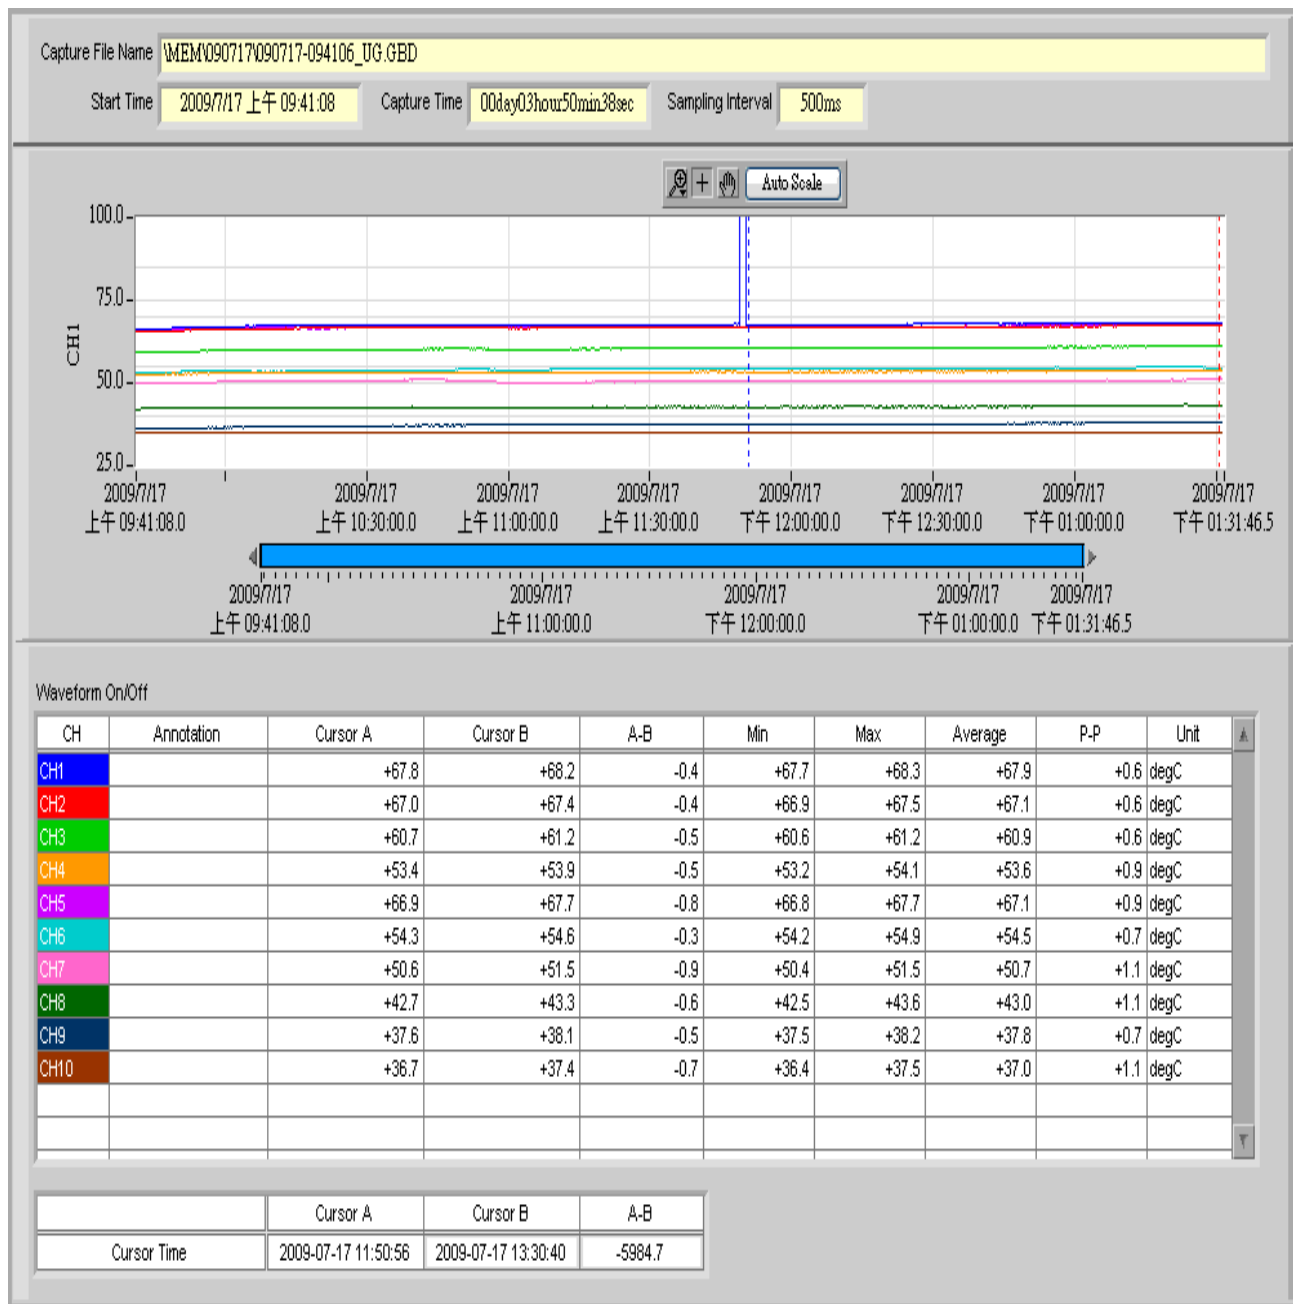 Capture File Name \MEM\090717\090717-094106_UG.GBD
Start Time 2009/7/17 上午 09:41:08 Capture Time 00day03hour50min38sec Sampling Interval 500ms
Auto Scale
100.0
75.0
50.0
25.0
CH1
2009/7/17 2009/7/17 2009/7/17 2009/7/17 2009/7/17 2009/7/17 2009/7/17 2009/7/17
上午 09:41:08.0 上午 10:30:00.0 上午 11:00:00.0 上午 11:30:00.0 下午 12:00:00.0 下午 12:30:00.0 下午 01:00:00.0 下午 01:31:46.5
2009/7/17 2009/7/17 2009/7/17 2009/7/17 2009/7/17
上午 09:41:08.0 上午 11:00:00.0 下午 12:00:00.0 下午 01:00:00.0 下午 01:31:46.5
Waveform On/Off
CH Annotation Cursor A Cursor B A-B Min Max Average P-P Unit
CH1 +67.8 +68.2 -0.4 +67.7 +68.3 +67.9 +0.6 degC
CH2 +67.0 +67.4 -0.4 +66.9 +67.5 +67.1 +0.6 degC
CH3 +60.7 +61.2 -0.5 +60.6 +61.2 +60.9 +0.6 degC
CH4 +53.4 +53.9 -0.5 +53.2 +54.1 +53.6 +0.9 degC
CH5 +66.9 +67.7 -0.8 +66.8 +67.7 +67.1 +0.9 degC
CH6 +54.3 +54.6 -0.3 +54.2 +54.9 +54.5 +0.7 degC
CH7 +50.6 +51.5 -0.9 +50.4 +51.5 +50.7 +1.1 degC
CH8 +42.7 +43.3 -0.6 +42.5 +43.6 +43.0 +1.1 degC
CH9 +37.6 +38.1 -0.5 +37.5 +38.2 +37.8 +0.7 degC
CH10 +36.7 +37.4 -0.7 +36.4 +37.5 +37.0 +1.1 degC
Cursor A Cursor B A-B
Cursor Time 2009-07-17 11:50:56 2009-07-17 13:30:40 -5984.7